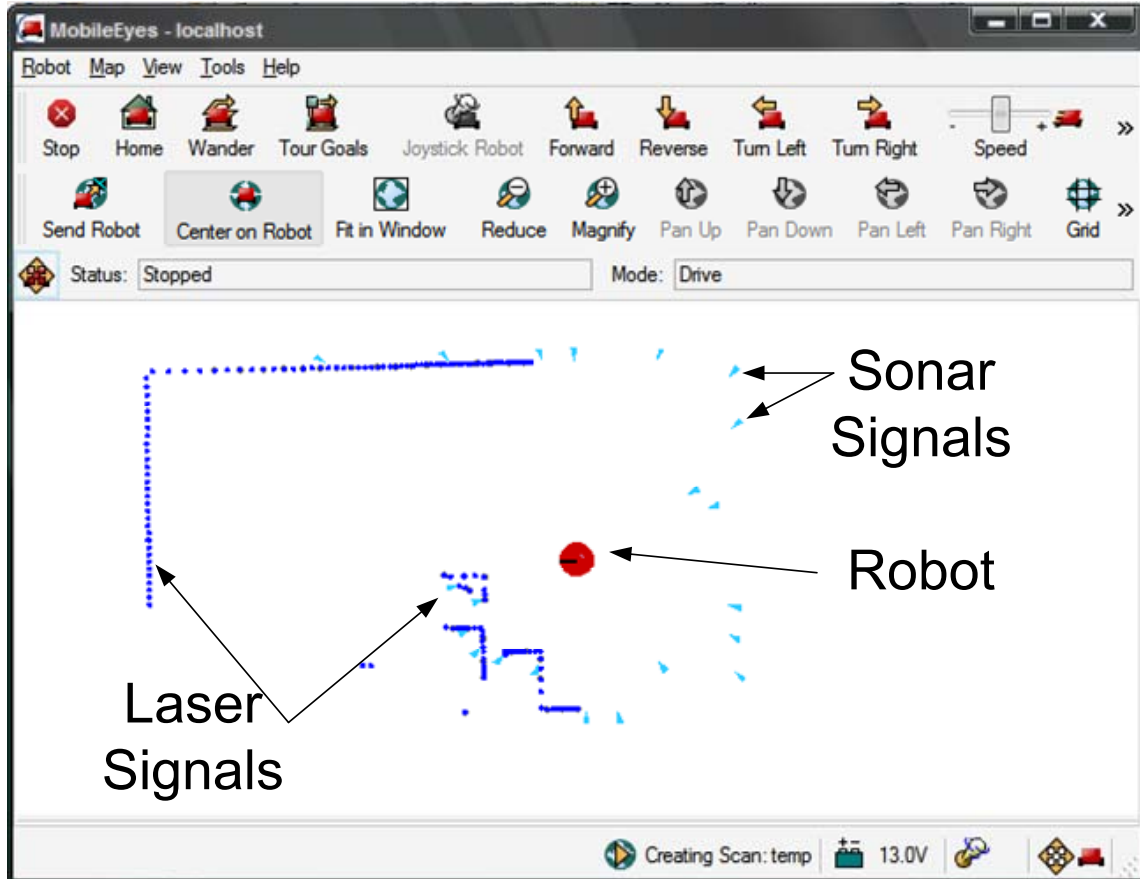 MobileEyes - localhost
Robot Map View Tools Help
Stop Home Wander Tour Goals Joystick Robot Forward Reverse Turn Left Turn Right - + Speed »
Send Robot Center on Robot Fit in Window Reduce Magnify Pan Up Pan Down Pan Left Pan Right Grid »
Status: Stopped Mode: Drive
Sonar
Signals
Robot
Laser
Signals
Creating Scan: temp 13.0V